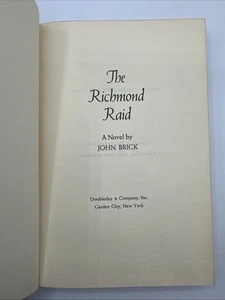 The
Richmond
Raid
A Novel by
JOHN BRICK
Doubleday & Company, Inc.
Garden City, New York